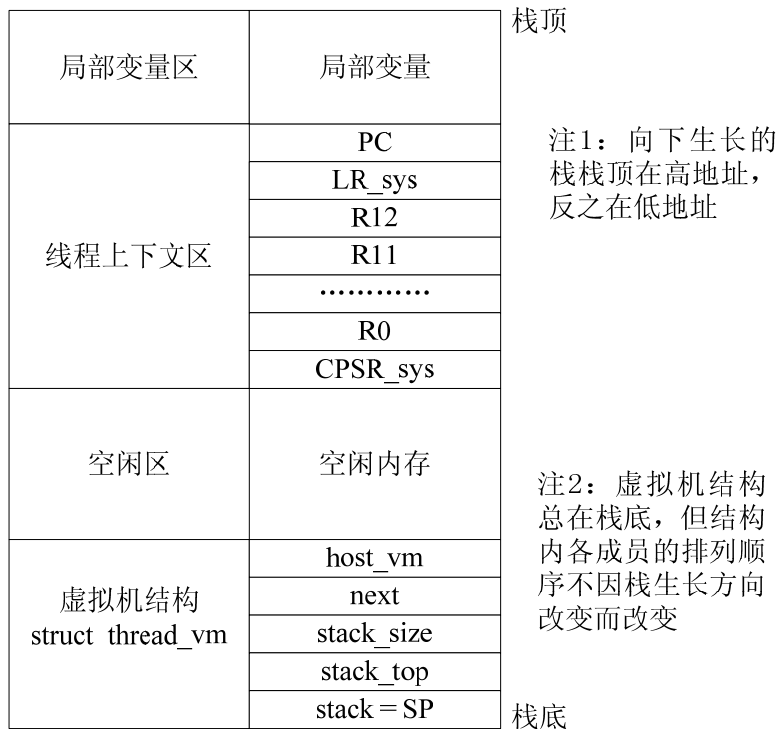 栈顶
局部变量区
局部变量
PC
LR_sys
R12
线程上下文区
R11
…………
R0
CPSR_sys
注1：向下生长的
栈栈顶在高地址，
反之在低地址
空闲区
空闲内存
注2：虚拟机结构
总在栈底，但结构
内各成员的排列顺
序不因栈生长方向
改变而改变
虚拟机结构
struct thread_vm
host_vm
next
stack_size
stack_top
stack＝SP
栈底